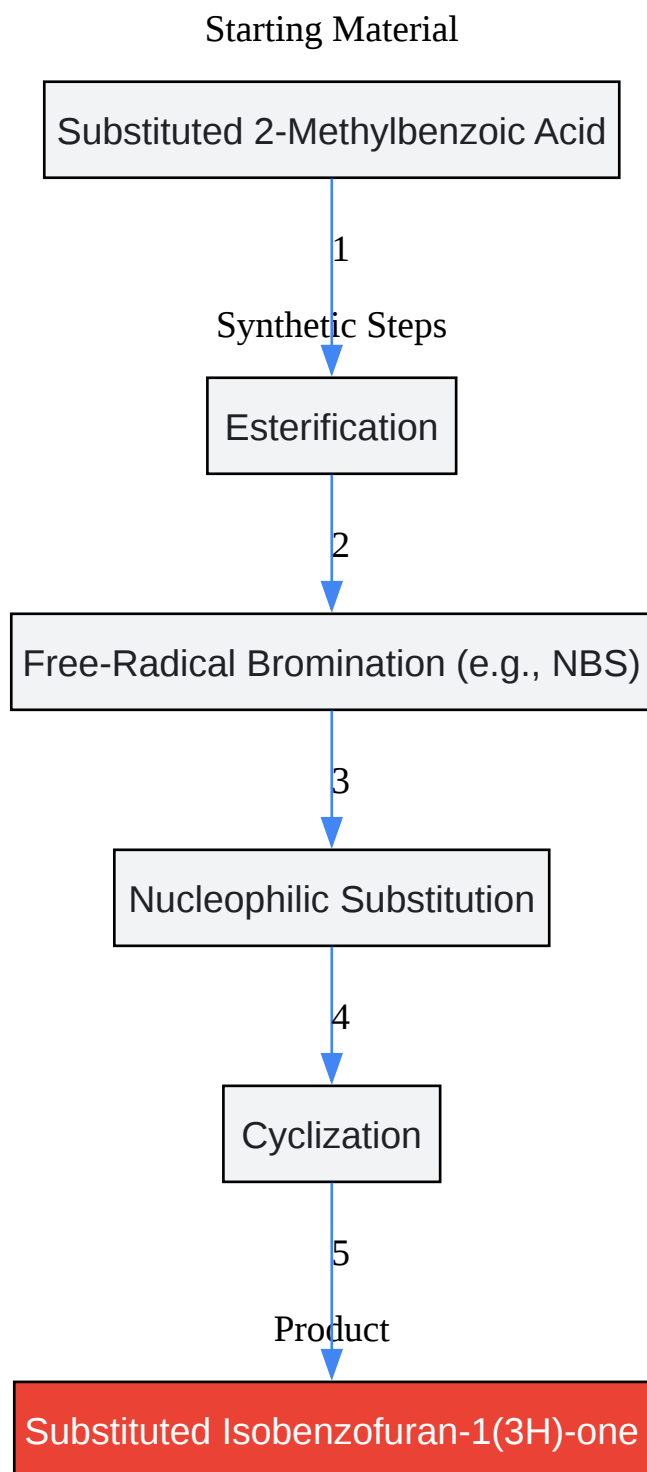 Starting Material
Substituted 2-Methylbenzoic Acid
1
Synthetic Steps
Esterification
2
Free-Radical Bromination (e.g., NBS)
3
Nucleophilic Substitution
4
Cyclization
5
Product
Substituted Isobenzofuran-1(3H)-one